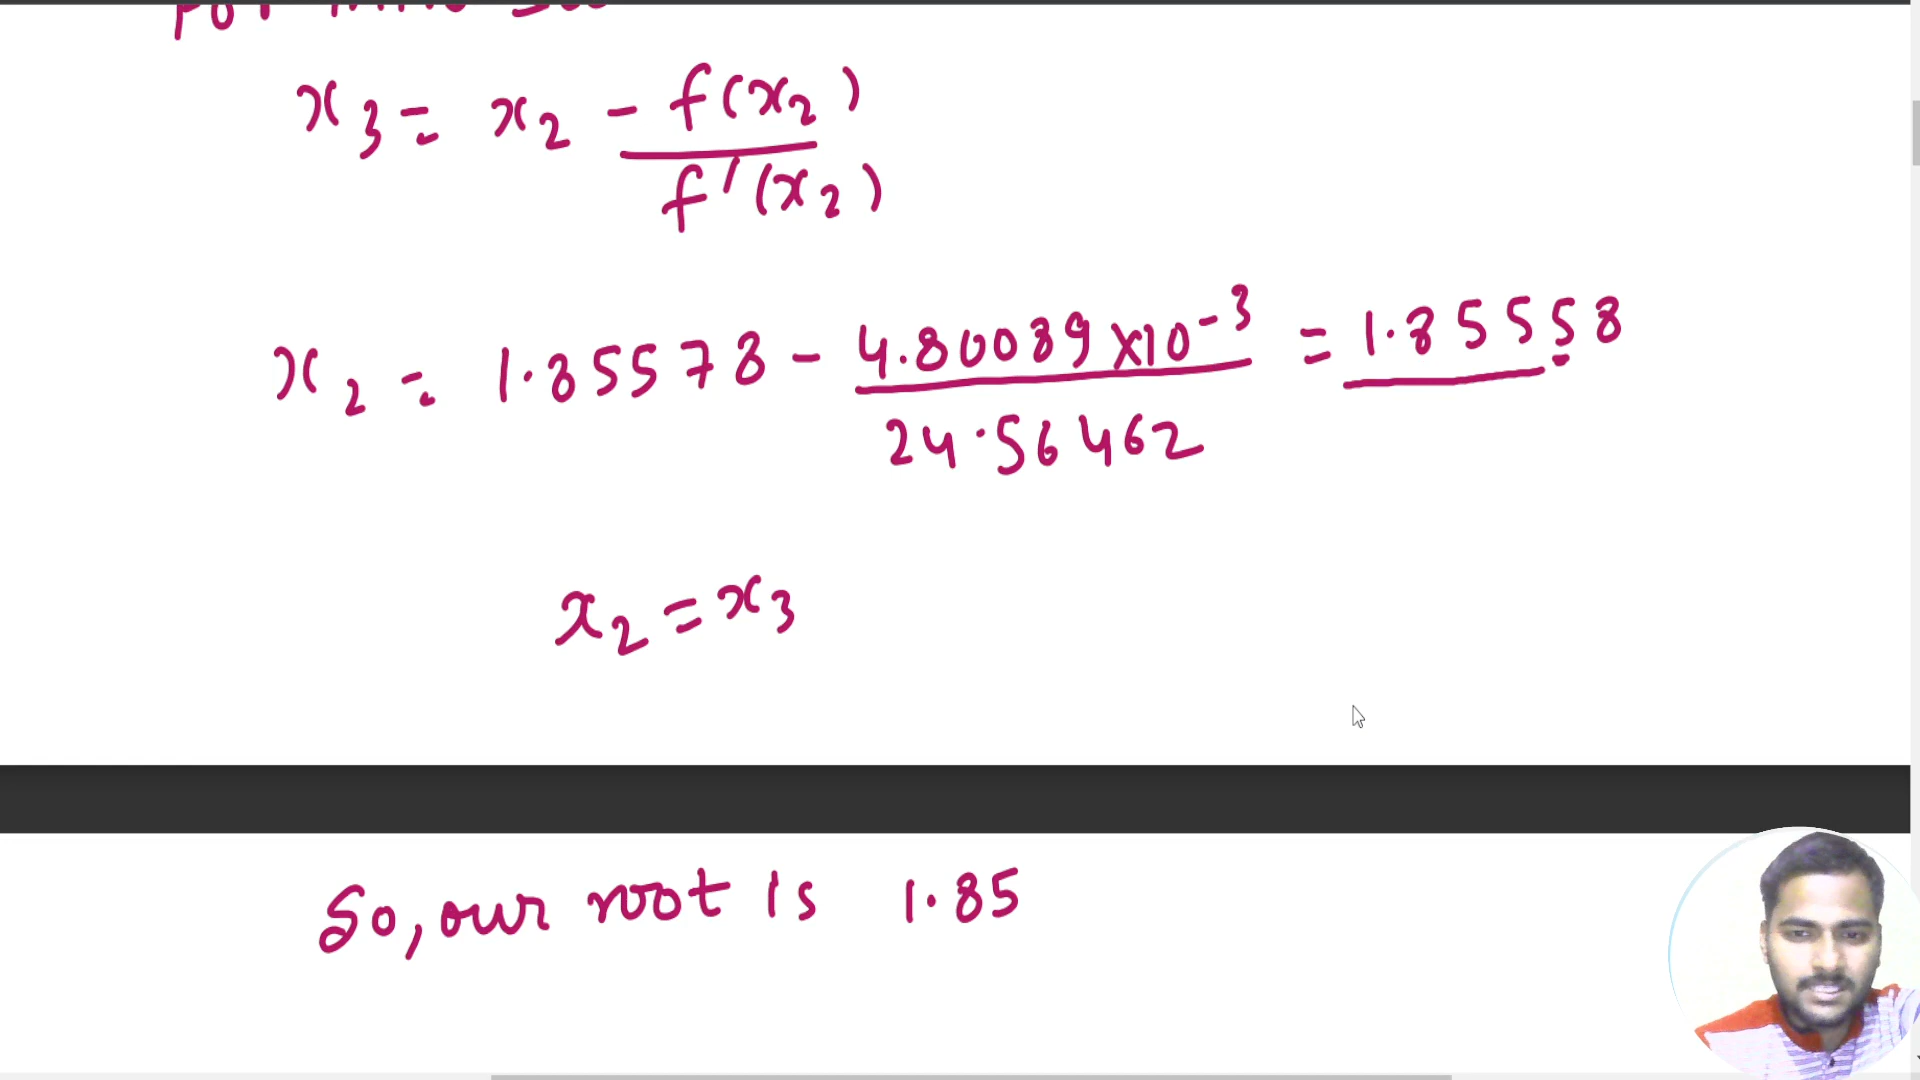 x₃ = x₂ - f(x₂) / f'(x₂)
x₂ = 1.85578 - 4.80089×10⁻³ / 24.56462 = 1.85558
x₂ = x₃
So, our root is 1.85